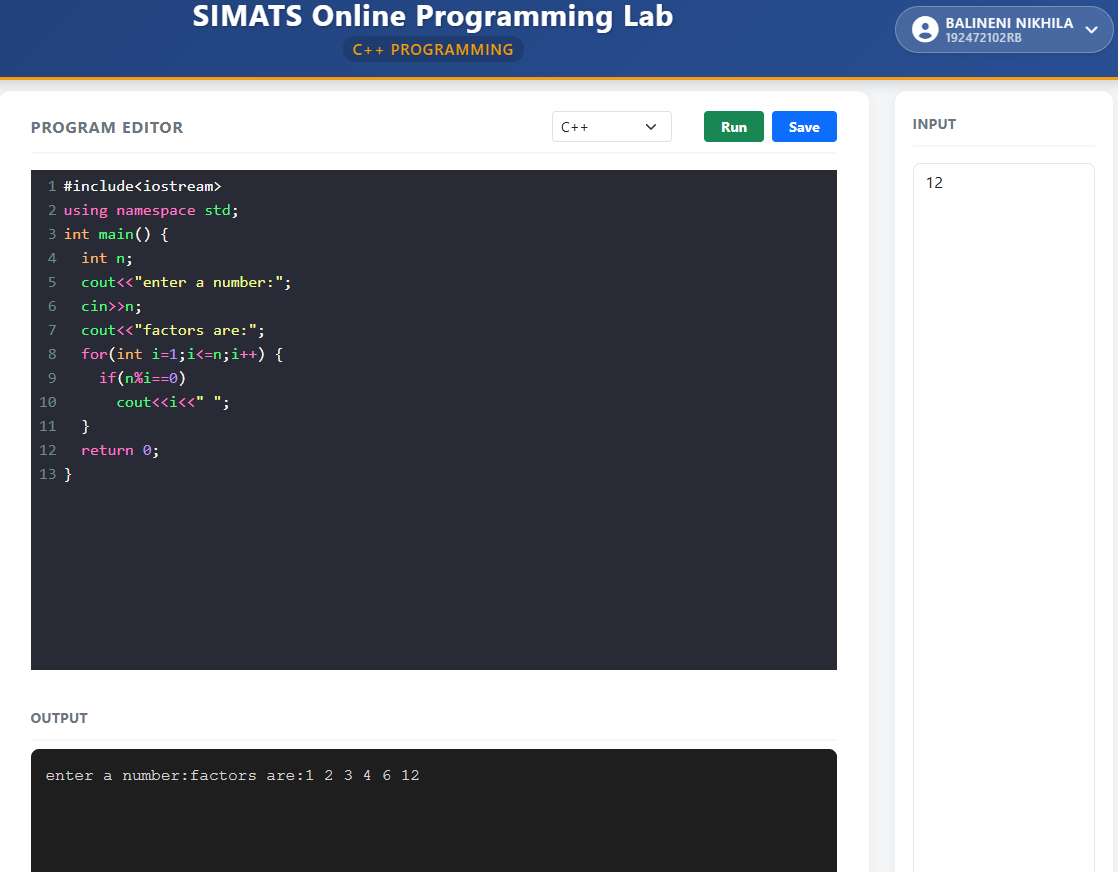 SIMATS Online Programming Lab
C++ PROGRAMMING
BALINENI NIKHILA
192472102RB
PROGRAM EDITOR
C++
Run
Save
1 #include<iostream>
2 using namespace std;
3 int main() {
4   int n;
5   cout<<"enter a number:";
6   cin>>n;
7   cout<<"factors are:";
8   for(int i=1;i<=n;i++) {
9     if(n%i==0)
10       cout<<i<<" ";
11   }
12   return 0;
13 }
OUTPUT
enter a number:factors are:1 2 3 4 6 12
INPUT
12